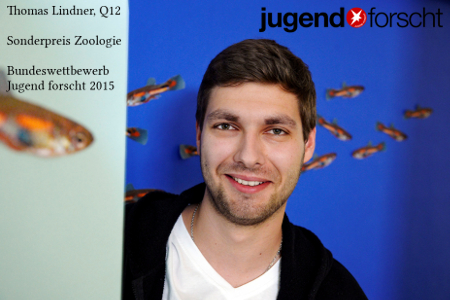 Thomas Lindner, Q12
Sonderpreis Zoologie
Bundeswettbewerb
Jugend forscht 2015
jugend forscht